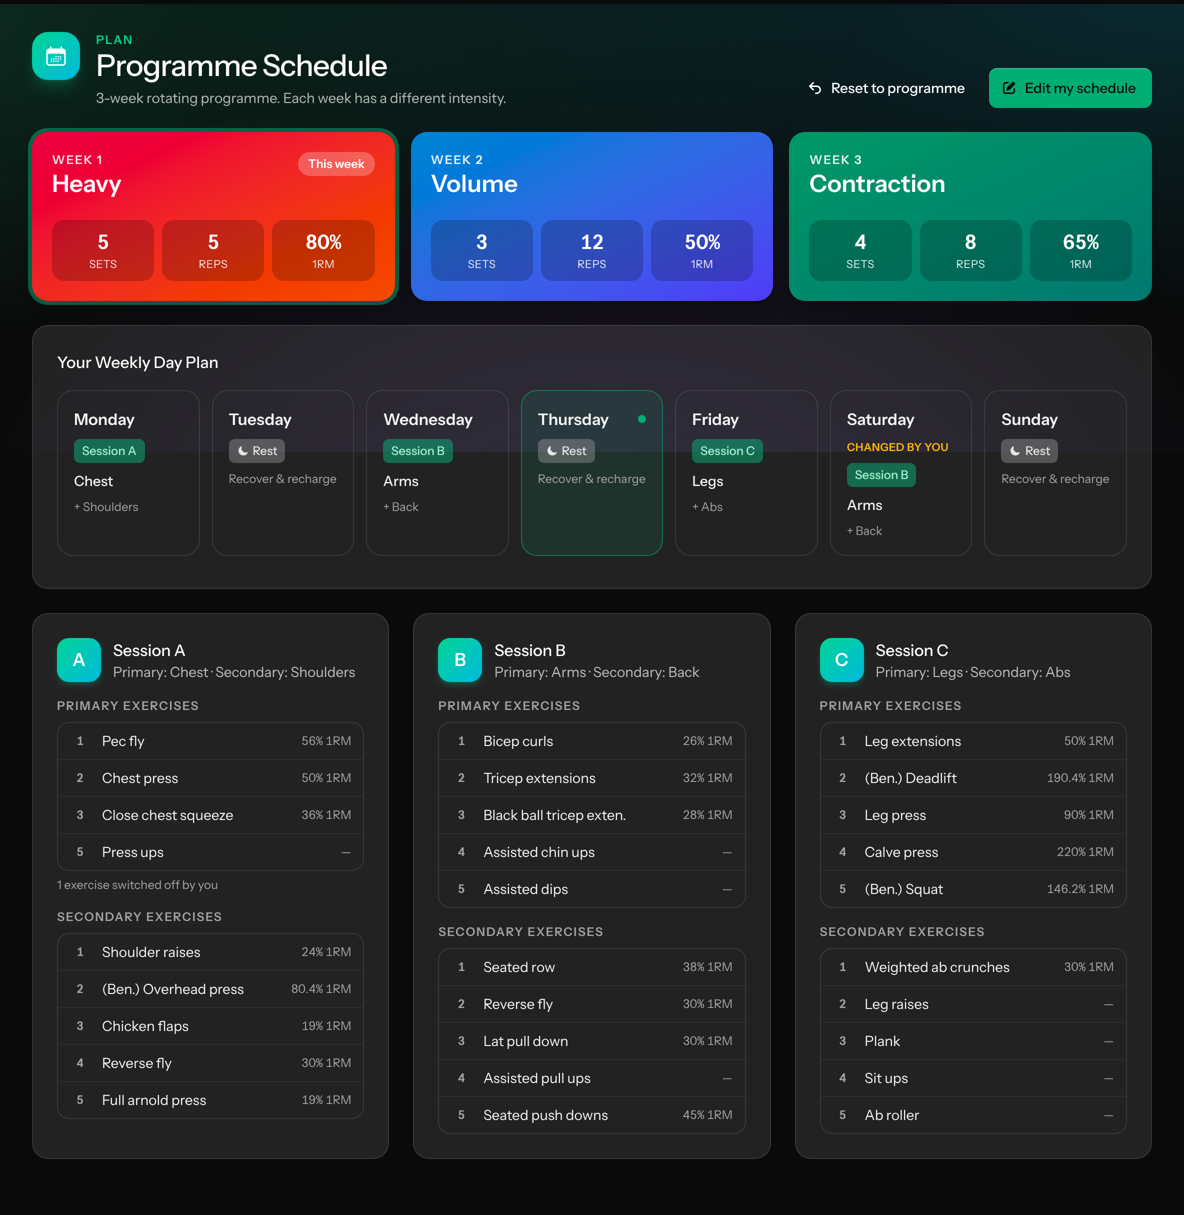 PLAN
Programme Schedule
3-week rotating programme. Each week has a different intensity.
Reset to programme
Edit my schedule
WEEK 1
This week
Heavy
5
SETS
5
REPS
80%
1RM
WEEK 2
Volume
3
SETS
12
REPS
50%
1RM
WEEK 3
Contraction
4
SETS
8
REPS
65%
1RM
Your Weekly Day Plan
Monday
Session A
Chest
+ Shoulders
Tuesday
Rest
Recover & recharge
Wednesday
Session B
Arms
+ Back
Thursday
Rest
Recover & recharge
Friday
Session C
Legs
+ Abs
Saturday
CHANGED BY YOU
Session B
Arms
+ Back
Sunday
Rest
Recover & recharge
A
Session A
Primary: Chest · Secondary: Shoulders
PRIMARY EXERCISES
1 Pec fly 56% 1RM
2 Chest press 50% 1RM
3 Close chest squeeze 36% 1RM
5 Press ups —
1 exercise switched off by you
SECONDARY EXERCISES
1 Shoulder raises 24% 1RM
2 (Ben.) Overhead press 80.4% 1RM
3 Chicken flaps 19% 1RM
4 Reverse fly 30% 1RM
5 Full arnold press 19% 1RM
B
Session B
Primary: Arms · Secondary: Back
PRIMARY EXERCISES
1 Bicep curls 26% 1RM
2 Tricep extensions 32% 1RM
3 Black ball tricep exten. 28% 1RM
4 Assisted chin ups —
5 Assisted dips —
SECONDARY EXERCISES
1 Seated row 38% 1RM
2 Reverse fly 30% 1RM
3 Lat pull down 30% 1RM
4 Assisted pull ups —
5 Seated push downs 45% 1RM
C
Session C
Primary: Legs · Secondary: Abs
PRIMARY EXERCISES
1 Leg extensions 50% 1RM
2 (Ben.) Deadlift 190.4% 1RM
3 Leg press 90% 1RM
4 Calve press 220% 1RM
5 (Ben.) Squat 146.2% 1RM
SECONDARY EXERCISES
1 Weighted ab crunches 30% 1RM
2 Leg raises —
3 Plank —
4 Sit ups —
5 Ab roller —